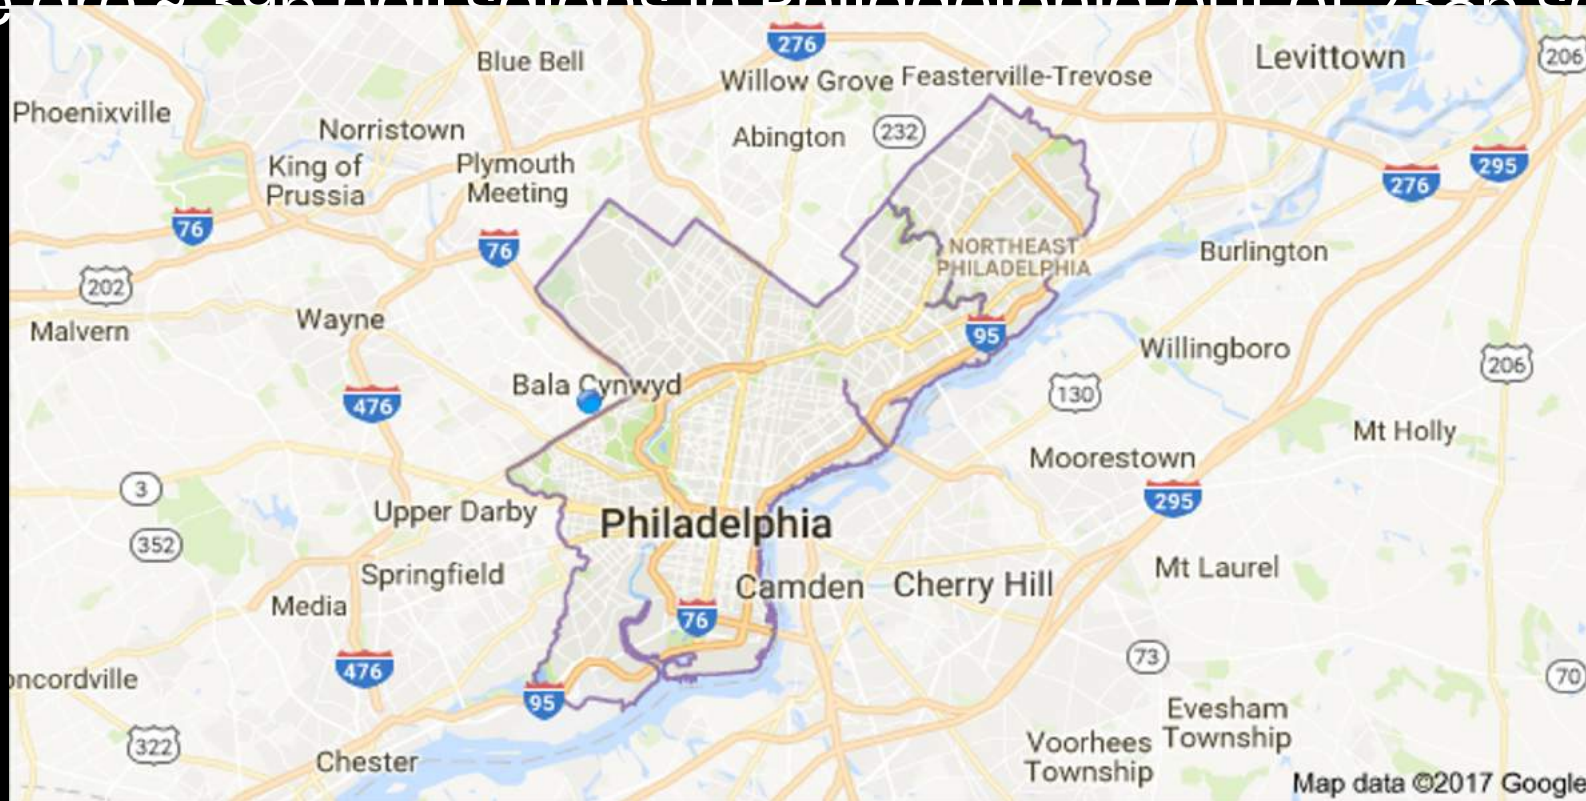 276
Levittown
206
Blue Bell
Willow Grove
Feasterville-Trevose
Phoenixville
Norristown
Abington
232
King of
Prussia
Plymouth
Meeting
295
276
76
76
NORTHEAST
PHILADELPHIA
Burlington
202
Malvern
Wayne
95
Willingboro
206
Bala Cynwyd
476
130
Mt Holly
Moorestown
3
295
Upper Darby
Philadelphia
352
Springfield
Camden
Cherry Hill
Mt Laurel
Media
76
476
73
oncordville
70
95
Evesham
Township
322
Voorhees
Township
Chester
Map data ©2017 Google